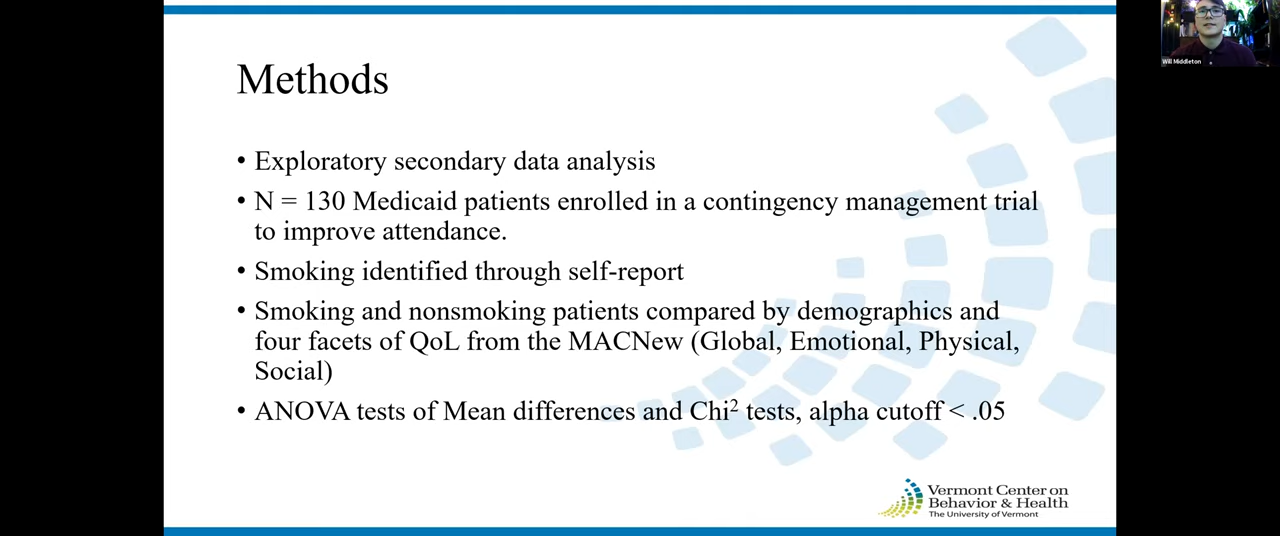 Methods
• Exploratory secondary data analysis
• N = 130 Medicaid patients enrolled in a contingency management trial
to improve attendance.
• Smoking identified through self-report
• Smoking and nonsmoking patients compared by demographics and
four facets of QoL from the MACNew (Global, Emotional, Physical,
Social)
• ANOVA tests of Mean differences and Chi² tests, alpha cutoff < .05
Vermont Center on
Behavior & Health
The University of Vermont
Will Middleton